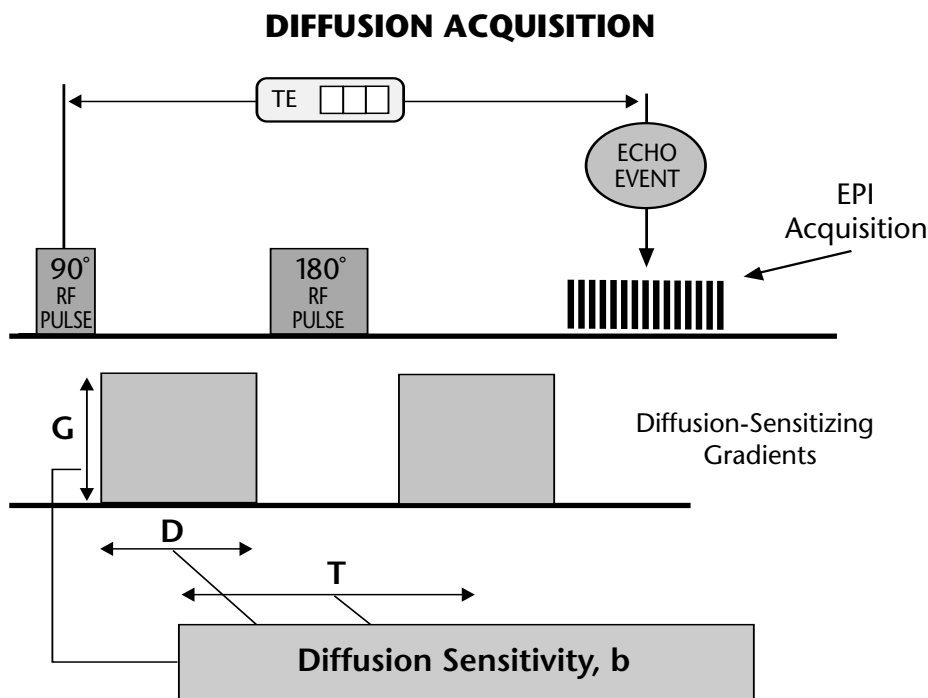 DIFFUSION ACQUISITION
TE
ECHO
EVENT
EPI
Acquisition
90°
RF
PULSE
180°
RF
PULSE
G
Diffusion-Sensitizing
Gradients
D
T
Diffusion Sensitivity, b